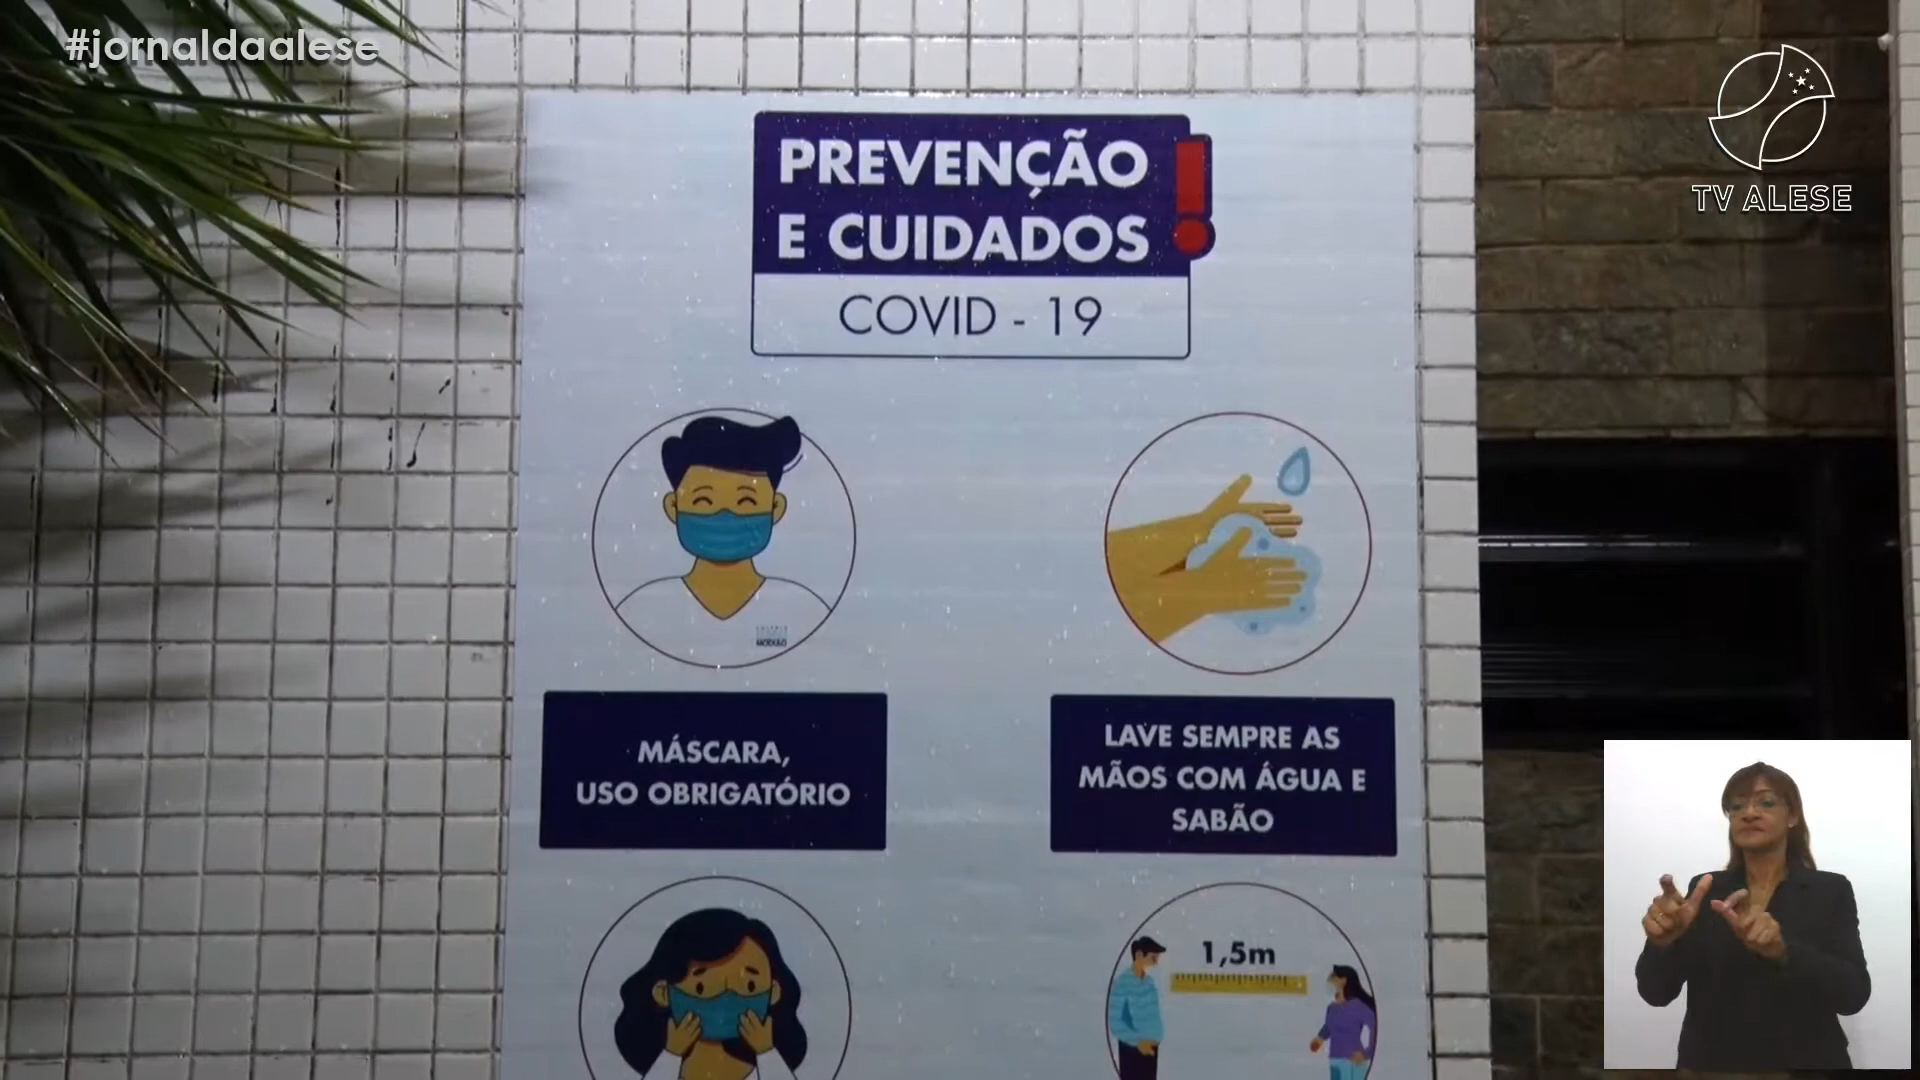 #jornaldaalese
TV ALESE
PREVENÇÃO
E CUIDADOS!
COVID - 19
MÁSCARA,
USO OBRIGATÓRIO
LAVE SEMPRE AS
MÃOS COM ÁGUA E
SABÃO
1,5m